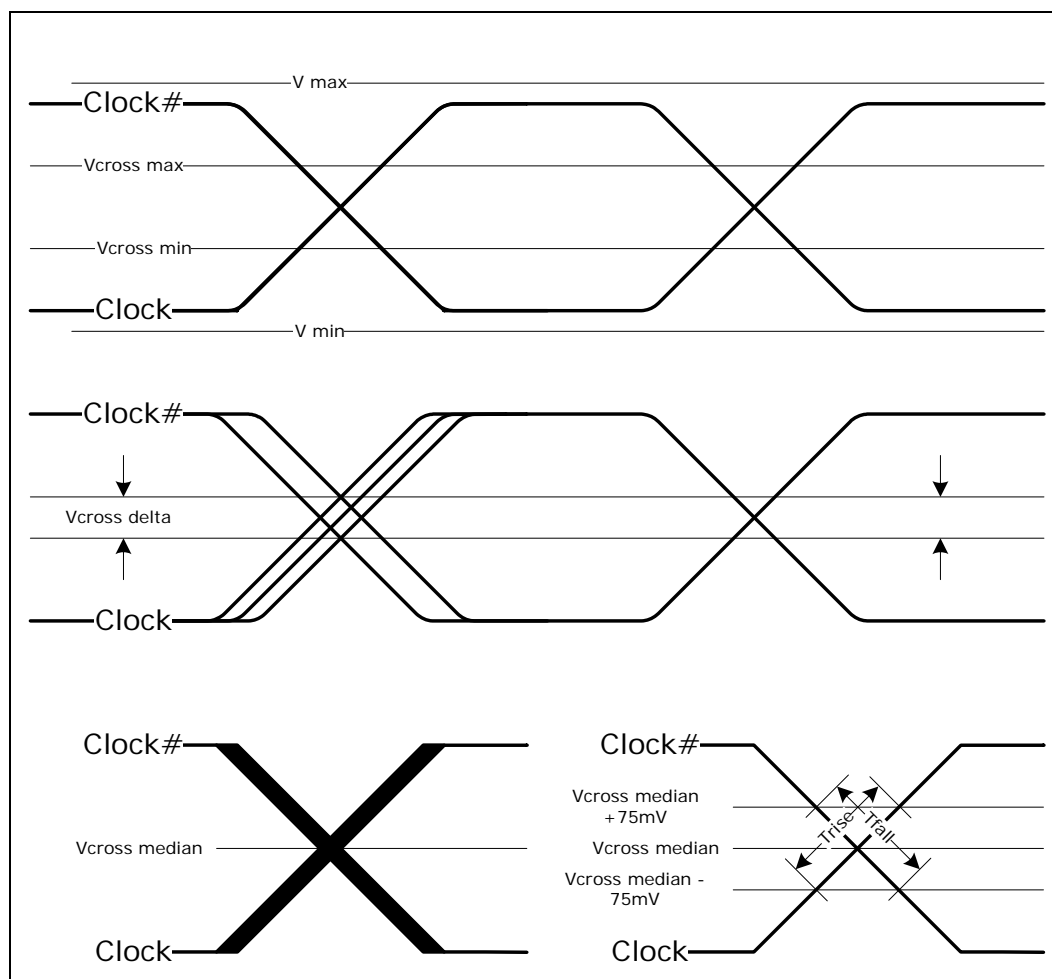 V max
Clock#
Vcross max
Vcross min
Clock
V min
Clock#
Vcross delta
Clock
Clock#
Vcross median
Clock
Clock#
Vcross median
+75mV
Vcross median
Vcross median -
75mV
Trise
Tfall
Clock